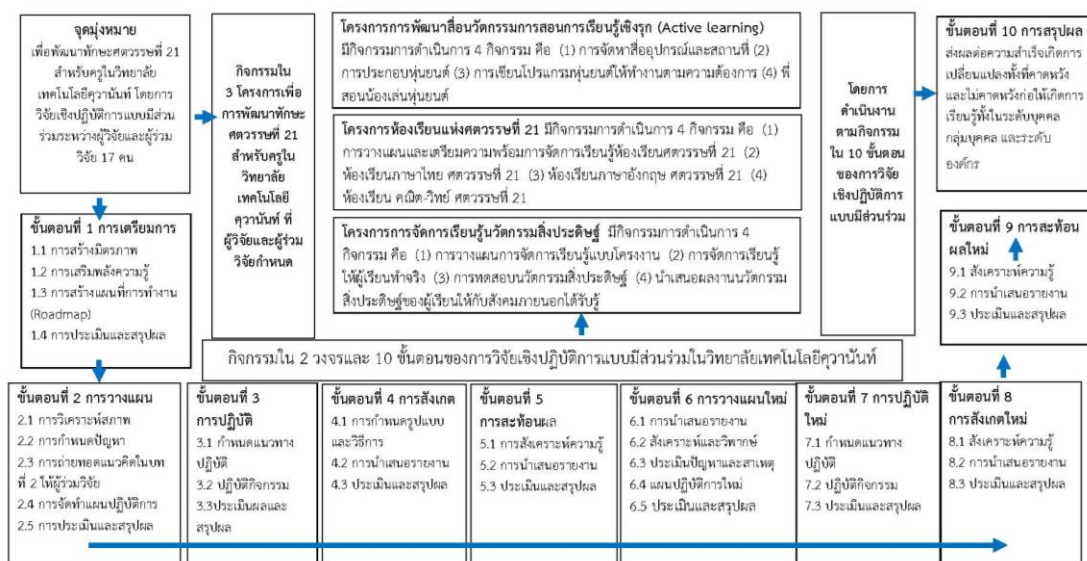 จุดมุ่งหมาย
เพื่อพัฒนาทักษะศตวรรษที่ 21
สำหรับครูในวิทยาลัย
เทคโนโลยีคุวานันท์ โดยการ
วิจัยเชิงปฏิบัติการแบบมีส่วน
ร่วมระหว่างผู้วิจัยและผู้ร่วม
วิจัย 17 คน
กิจกรรมใน
3 โครงการเพื่อ
การพัฒนาทักษะ
ศตวรรษที่ 21
สำหรับครูใน
วิทยาลัย
เทคโนโลยี
คุวานันท์ ที่
ผู้วิจัยและผู้ร่วม
วิจัยกำหนด
โครงการการพัฒนาสื่อนวัตกรรมการสอนการเรียนรู้เชิงรุก (Active learning)
มีกิจกรรมการดำเนินการ 4 กิจกรรม คือ (1) การจัดหาสื่ออุปกรณ์และสถานที่ (2)
การประกอบหุ่นยนต์ (3) การเขียนโปรแกรมหุ่นยนต์ให้ทำงานตามความต้องการ (4) พี่
สอนน้องเล่นหุ่นยนต์
โครงการห้องเรียนแห่งศตวรรษที่ 21 มีกิจกรรมการดำเนินการ 4 กิจกรรม คือ (1)
การวางแผนและเตรียมความพร้อมการจัดการเรียนรู้ห้องเรียนศตวรรษที่ 21 (2)
ห้องเรียนภาษาไทย ศตวรรษที่ 21 (3) ห้องเรียนภาษาอังกฤษ ศตวรรษที่ 21 (4)
ห้องเรียน คณิต-วิทย์ ศตวรรษที่ 21
โครงการการจัดการเรียนรู้นวัตกรรมสิ่งประดิษฐ์ มีกิจกรรมการดำเนินการ 4
กิจกรรม คือ (1) การวางแผนการจัดการเรียนรู้แบบโครงงาน (2) การจัดการเรียนรู้
ให้ผู้เรียนทำจริง (3) การทดสอบนวัตกรรมสิ่งประดิษฐ์ (4) นำเสนอผลงานนวัตกรรม
สิ่งประดิษฐ์ของผู้เรียนให้กับสังคมภายนอกได้รับรู้
โดยการ
ดำเนินงาน
ตามกิจกรรม
ใน 10 ขั้นตอน
ของการวิจัย
เชิงปฏิบัติการ
แบบมีส่วนร่วม
ขั้นตอนที่ 10 การสรุปผล
ส่งผลต่อความสำเร็จเกิดการ
เปลี่ยนแปลงทั้งที่คาดหวัง
และไม่คาดหวังก่อให้เกิดการ
เรียนรู้ทั้งในระดับบุคคล
กลุ่มบุคคล และระดับ
องค์กร
ขั้นตอนที่ 1 การเตรียมการ
1.1 การสร้างมิตรภาพ
1.2 การเสริมพลังความรู้
1.3 การสร้างแผนที่การทำงาน
(Roadmap)
1.4 การประเมินและสรุปผล
ขั้นตอนที่ 9 การสะท้อน
ผลใหม่
9.1 สังเคราะห์ความรู้
9.2 การนำเสนอรายงาน
9.3 ประเมินและสรุปผล
กิจกรรมใน 2 วงจรและ 10 ขั้นตอนของการวิจัยเชิงปฏิบัติการแบบมีส่วนร่วมในวิทยาลัยเทคโนโลยีคุวานันท์
ขั้นตอนที่ 2 การวางแผน
2.1 การวิเคราะห์สภาพ
2.2 การกำหนดปัญหา
2.3 การถ่ายทอดแนวคิดในบท
ที่ 2 ให้ผู้ร่วมวิจัย
2.4 การจัดทำแผนปฏิบัติการ
2.5 การประเมินและสรุปผล
ขั้นตอนที่ 3
การปฏิบัติ
3.1 กำหนดแนวทาง
ปฏิบัติ
3.2 ปฏิบัติกิจกรรม
3.3ประเมินผลและ
สรุปผล
ขั้นตอนที่ 4 การสังเกต
4.1 การกำหนดรูปแบบ
และวิธีการ
4.2 การนำเสนอรายงาน
4.3 ประเมินและสรุปผล
ขั้นตอนที่ 5
การสะท้อนผล
5.1 การสังเคราะห์ความรู้
5.2 การนำเสนอรายงาน
5.3 ประเมินและสรุปผล
ขั้นตอนที่ 6 การวางแผนใหม่
6.1 การนำเสนอรายงาน
6.2 สังเคราะห์และวิพากษ์
6.3 ประเมินปัญหาและสาเหตุ
6.4 แผนปฏิบัติการใหม่
6.5 ประเมินและสรุปผล
ขั้นตอนที่ 7 การปฏิบัติ
ใหม่
7.1 กำหนดแนวทาง
ปฏิบัติ
7.2 ปฏิบัติกิจกรรม
7.3 ประเมินและสรุปผล
ขั้นตอนที่ 8
การสังเกตใหม่
8.1 สังเคราะห์ความรู้
8.2 การนำเสนอรายงาน
8.3 ประเมินและสรุปผล